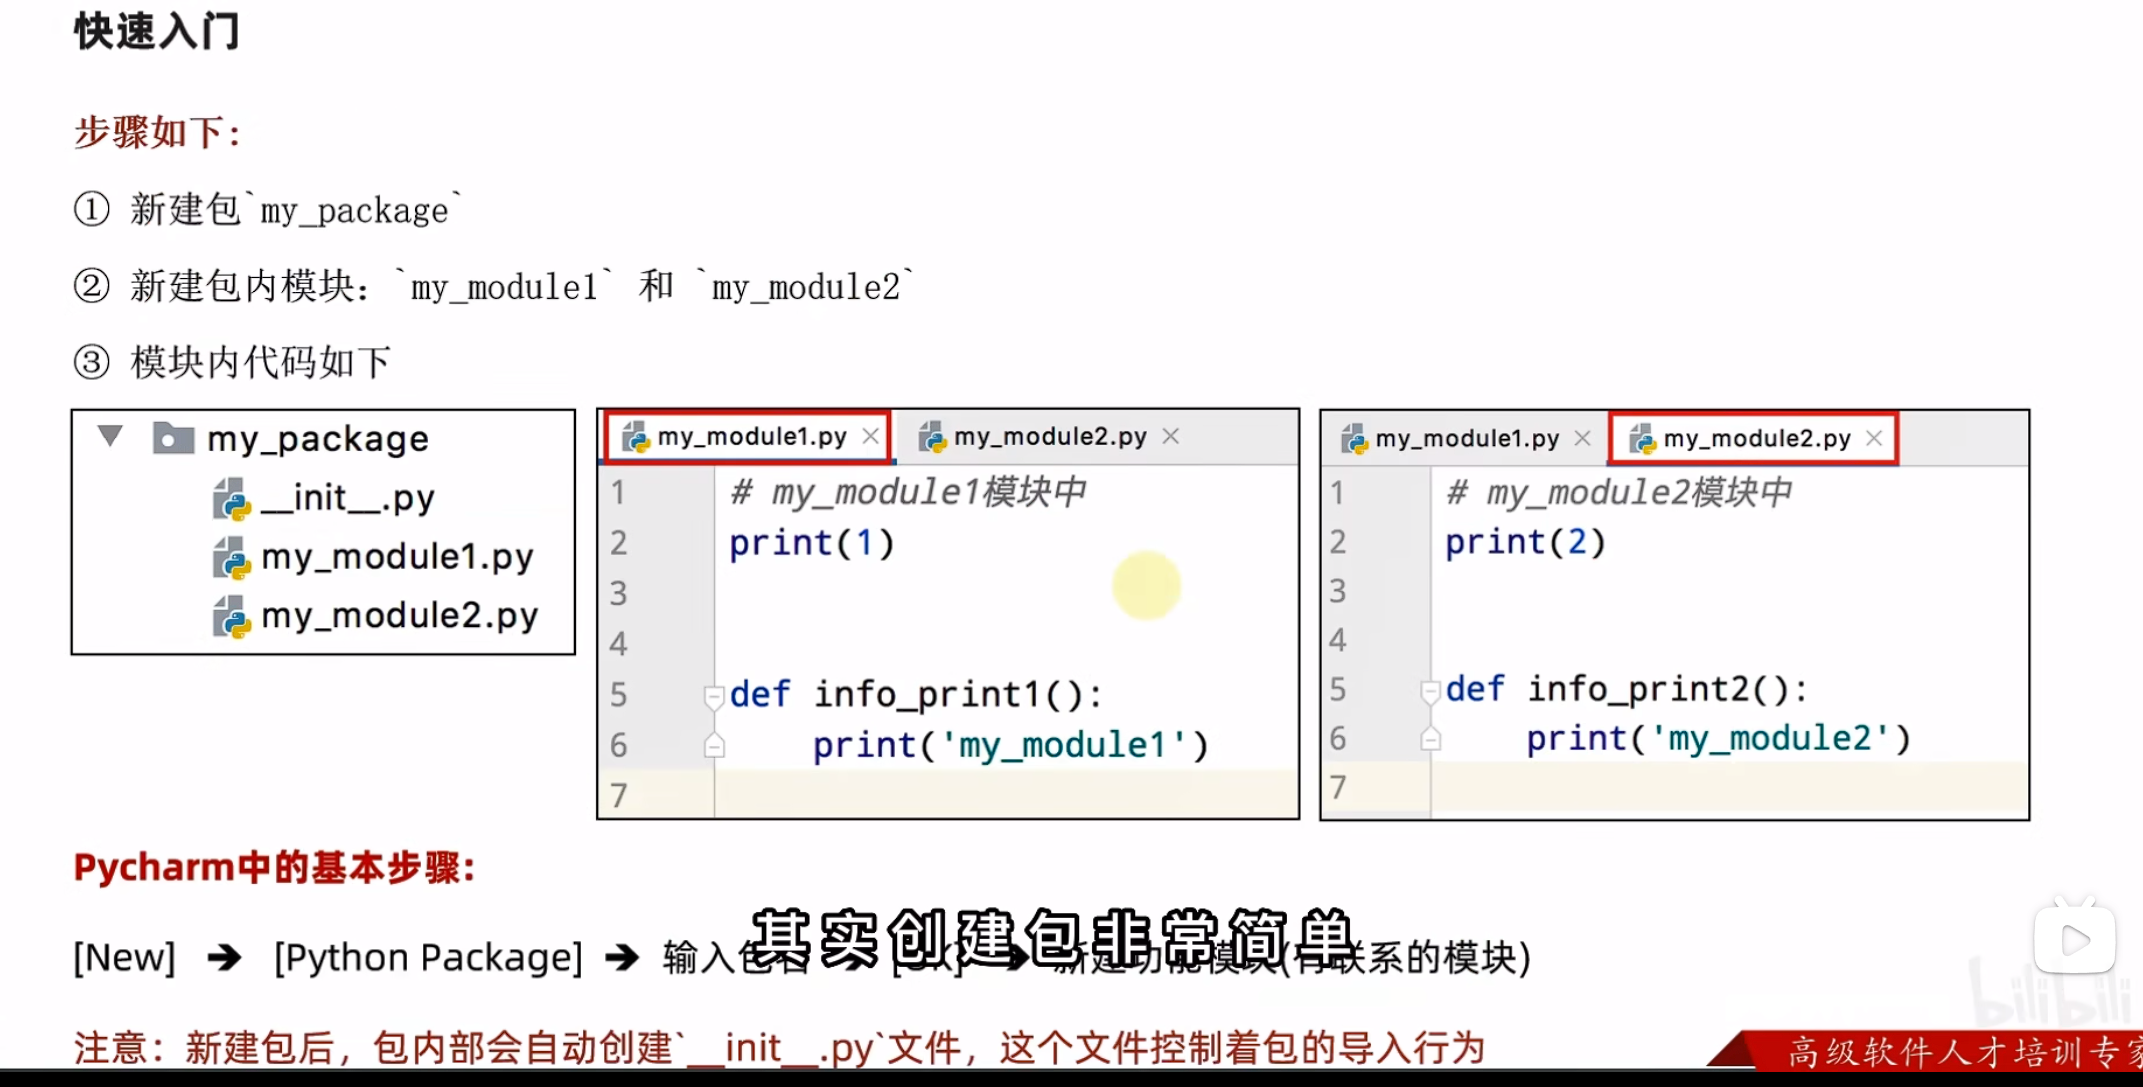 快速入门
步骤如下：
① 新建包`my_package`
② 新建包内模块：`my_module1` 和 `my_module2`
③ 模块内代码如下
my_package
__init__.py
my_module1.py
my_module2.py
my_module1.py my_module2.py
1 # my_module1模块中
2 print(1)
3
4
5 def info_print1():
6 print('my_module1')
7
my_module1.py my_module2.py
1 # my_module2模块中
2 print(2)
3
4
5 def info_print2():
6 print('my_module2')
7
Pycharm中的基本步骤：
[New] ➔ [Python Package] ➔ 输入包名 ➔ [OK] ➔ 新建功能模块(有联系的模块)
其实创建包非常简单
注意：新建包后，包内部会自动创建`__init__.py`文件，这个文件控制着包的导入行为
bilibili
高级软件人才培训专家